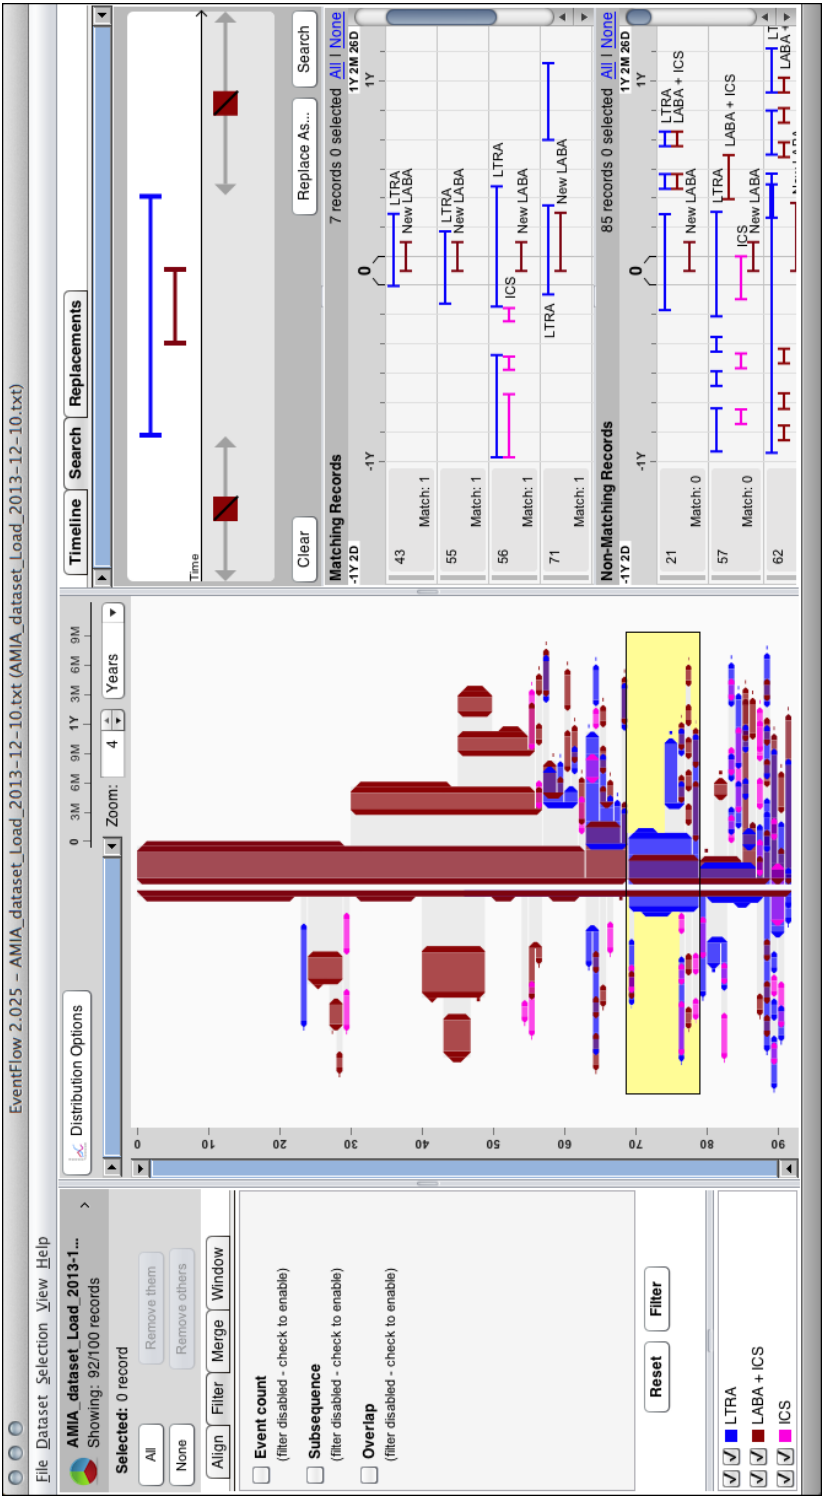 EventFlow 2.025 – AMIA_dataset_Load_2013-12-10.txt (AMIA_dataset_Load_2013-12-10.txt)
File Dataset Selection View Help
AMIA_dataset_Load_2013-1... >
Showing: 92/100 records
Selected: 0 record
All Remove them
None Remove others
Align Filter Merge Window
Event count
(filter disabled - check to enable)
Subsequence
(filter disabled - check to enable)
Overlap
(filter disabled - check to enable)
Reset Filter
LTRA
LABA + ICS
ICS
Distribution Options
Zoom: 4 Years
0 3M 6M 9M 1Y 3M 6M 9M
0
10
20
30
40
50
60
70
80
90
Timeline Search Replacements
Time
Clear Replace As... Search
Matching Records 7 records 0 selected All | None
-1Y 2D 0 1Y 2M 26D
-1Y 1Y
43 LTRA
New LABA
Match: 1
55 LTRA
New LABA
Match: 1
56 LTRA
ICS New LABA
Match: 1
71 LTRA New LABA
Match: 1
Non-Matching Records 85 records 0 selected All | None
-1Y 2D 0 1Y 2M 26D
-1Y 1Y
21 LTRA
LABA + ICS
New LABA
Match: 0
57 LTRA
LABA + ICS
ICS
New LABA
Match: 0
62 LT
LABA +